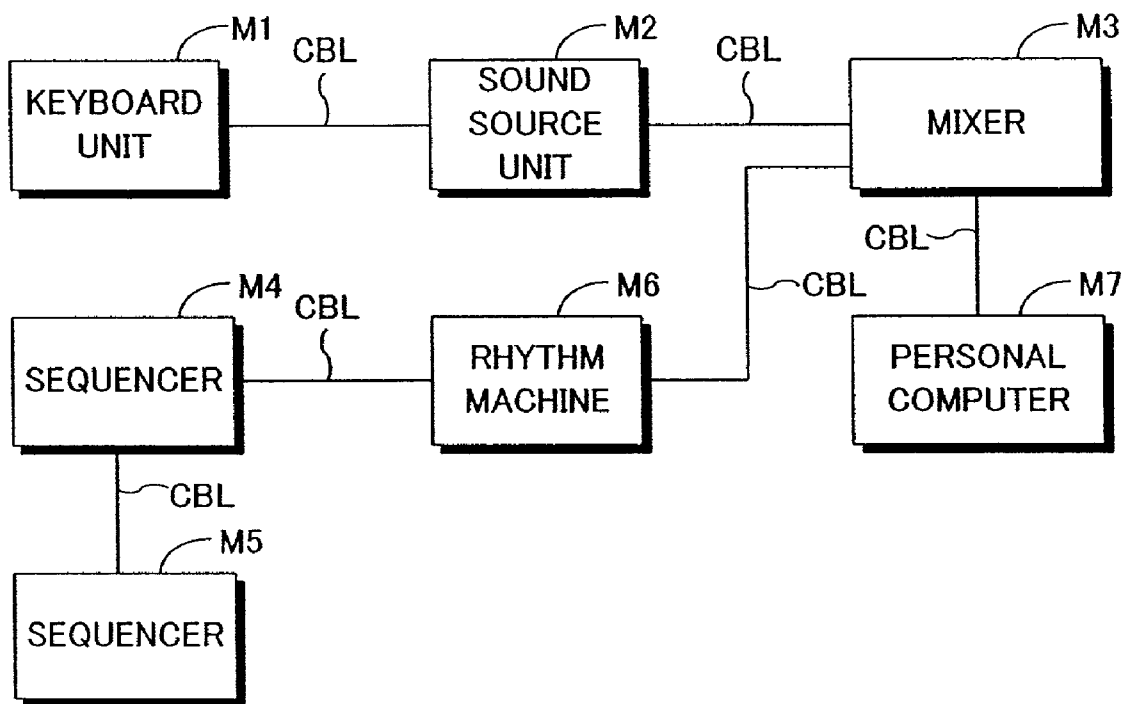 M1
CBL
M2
CBL
M3
KEYBOARD
UNIT
SOUND
SOURCE
UNIT
MIXER
CBL
CBL
M4
CBL
M6
M7
SEQUENCER
RHYTHM
MACHINE
PERSONAL
COMPUTER
CBL
M5
SEQUENCER